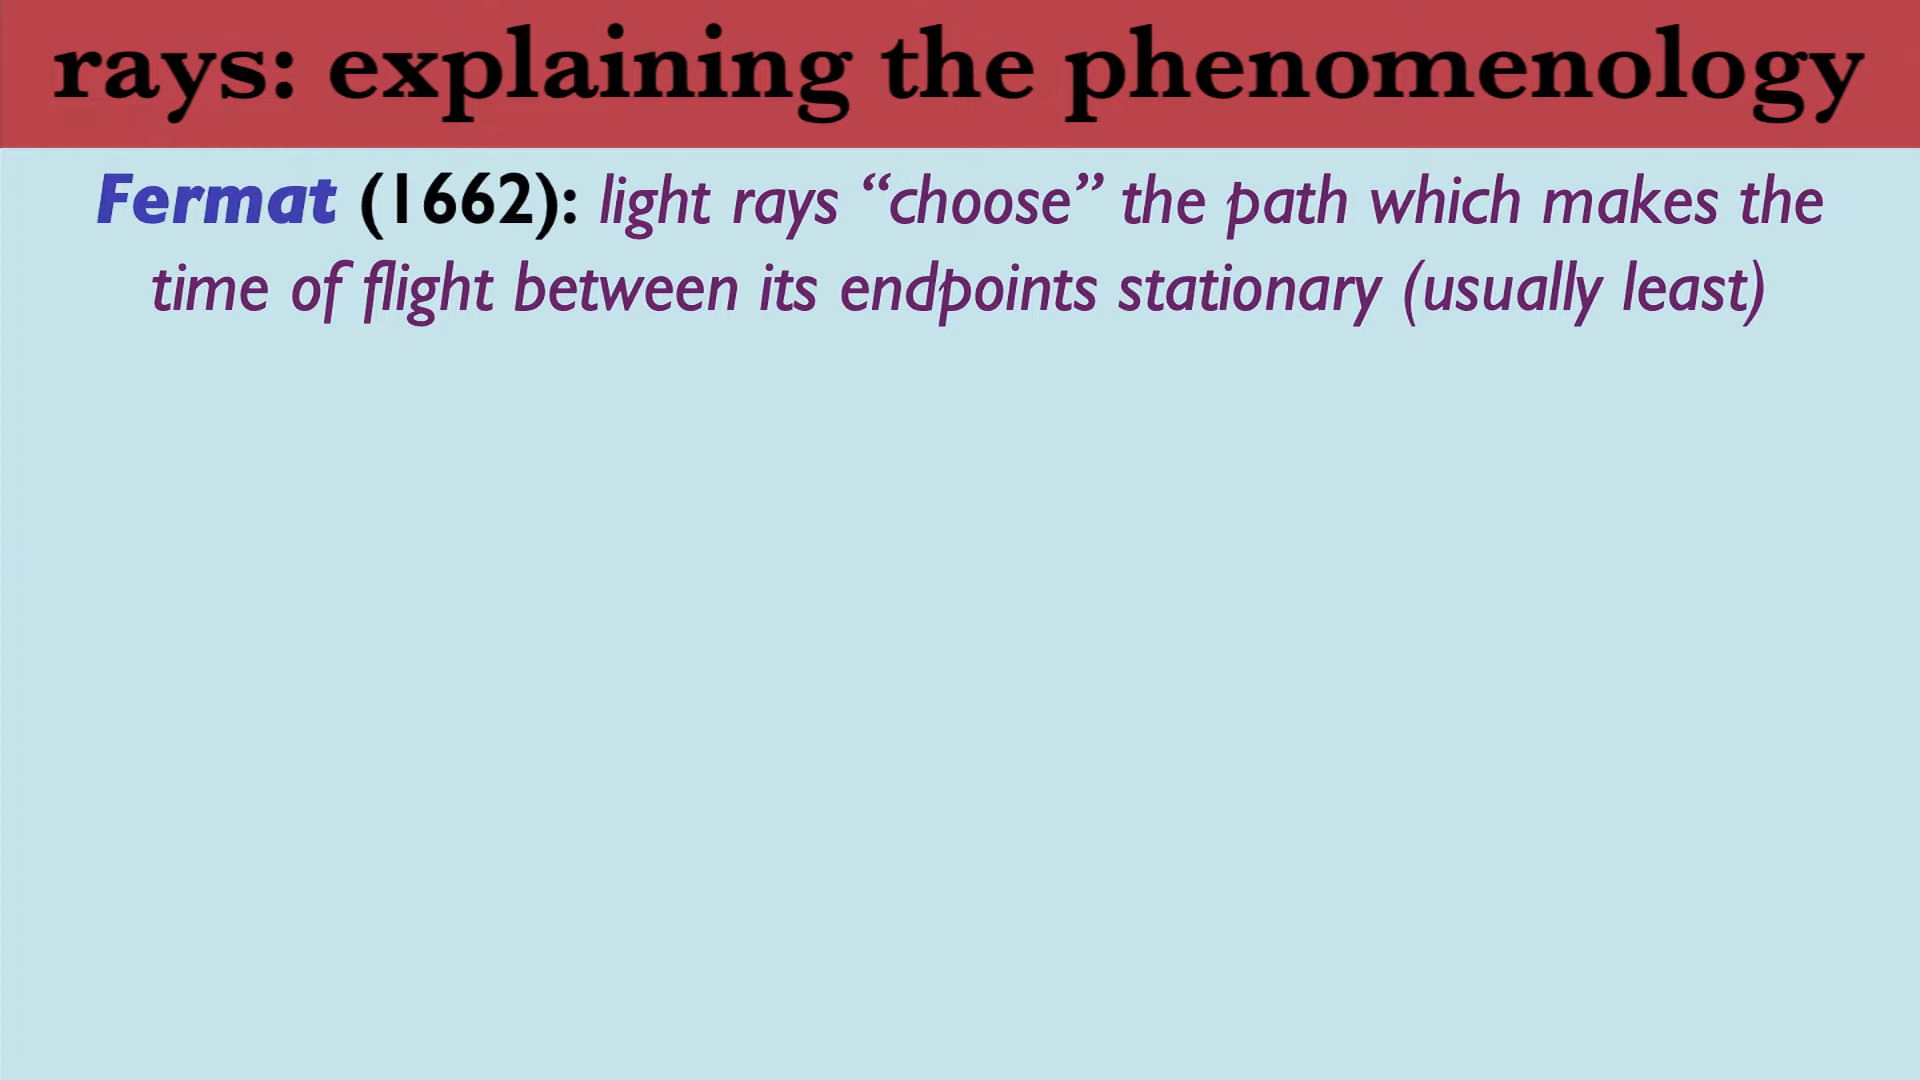 rays: explaining the phenomenology
Fermat (1662): light rays “choose” the path which makes the
time of flight between its endpoints stationary (usually least)